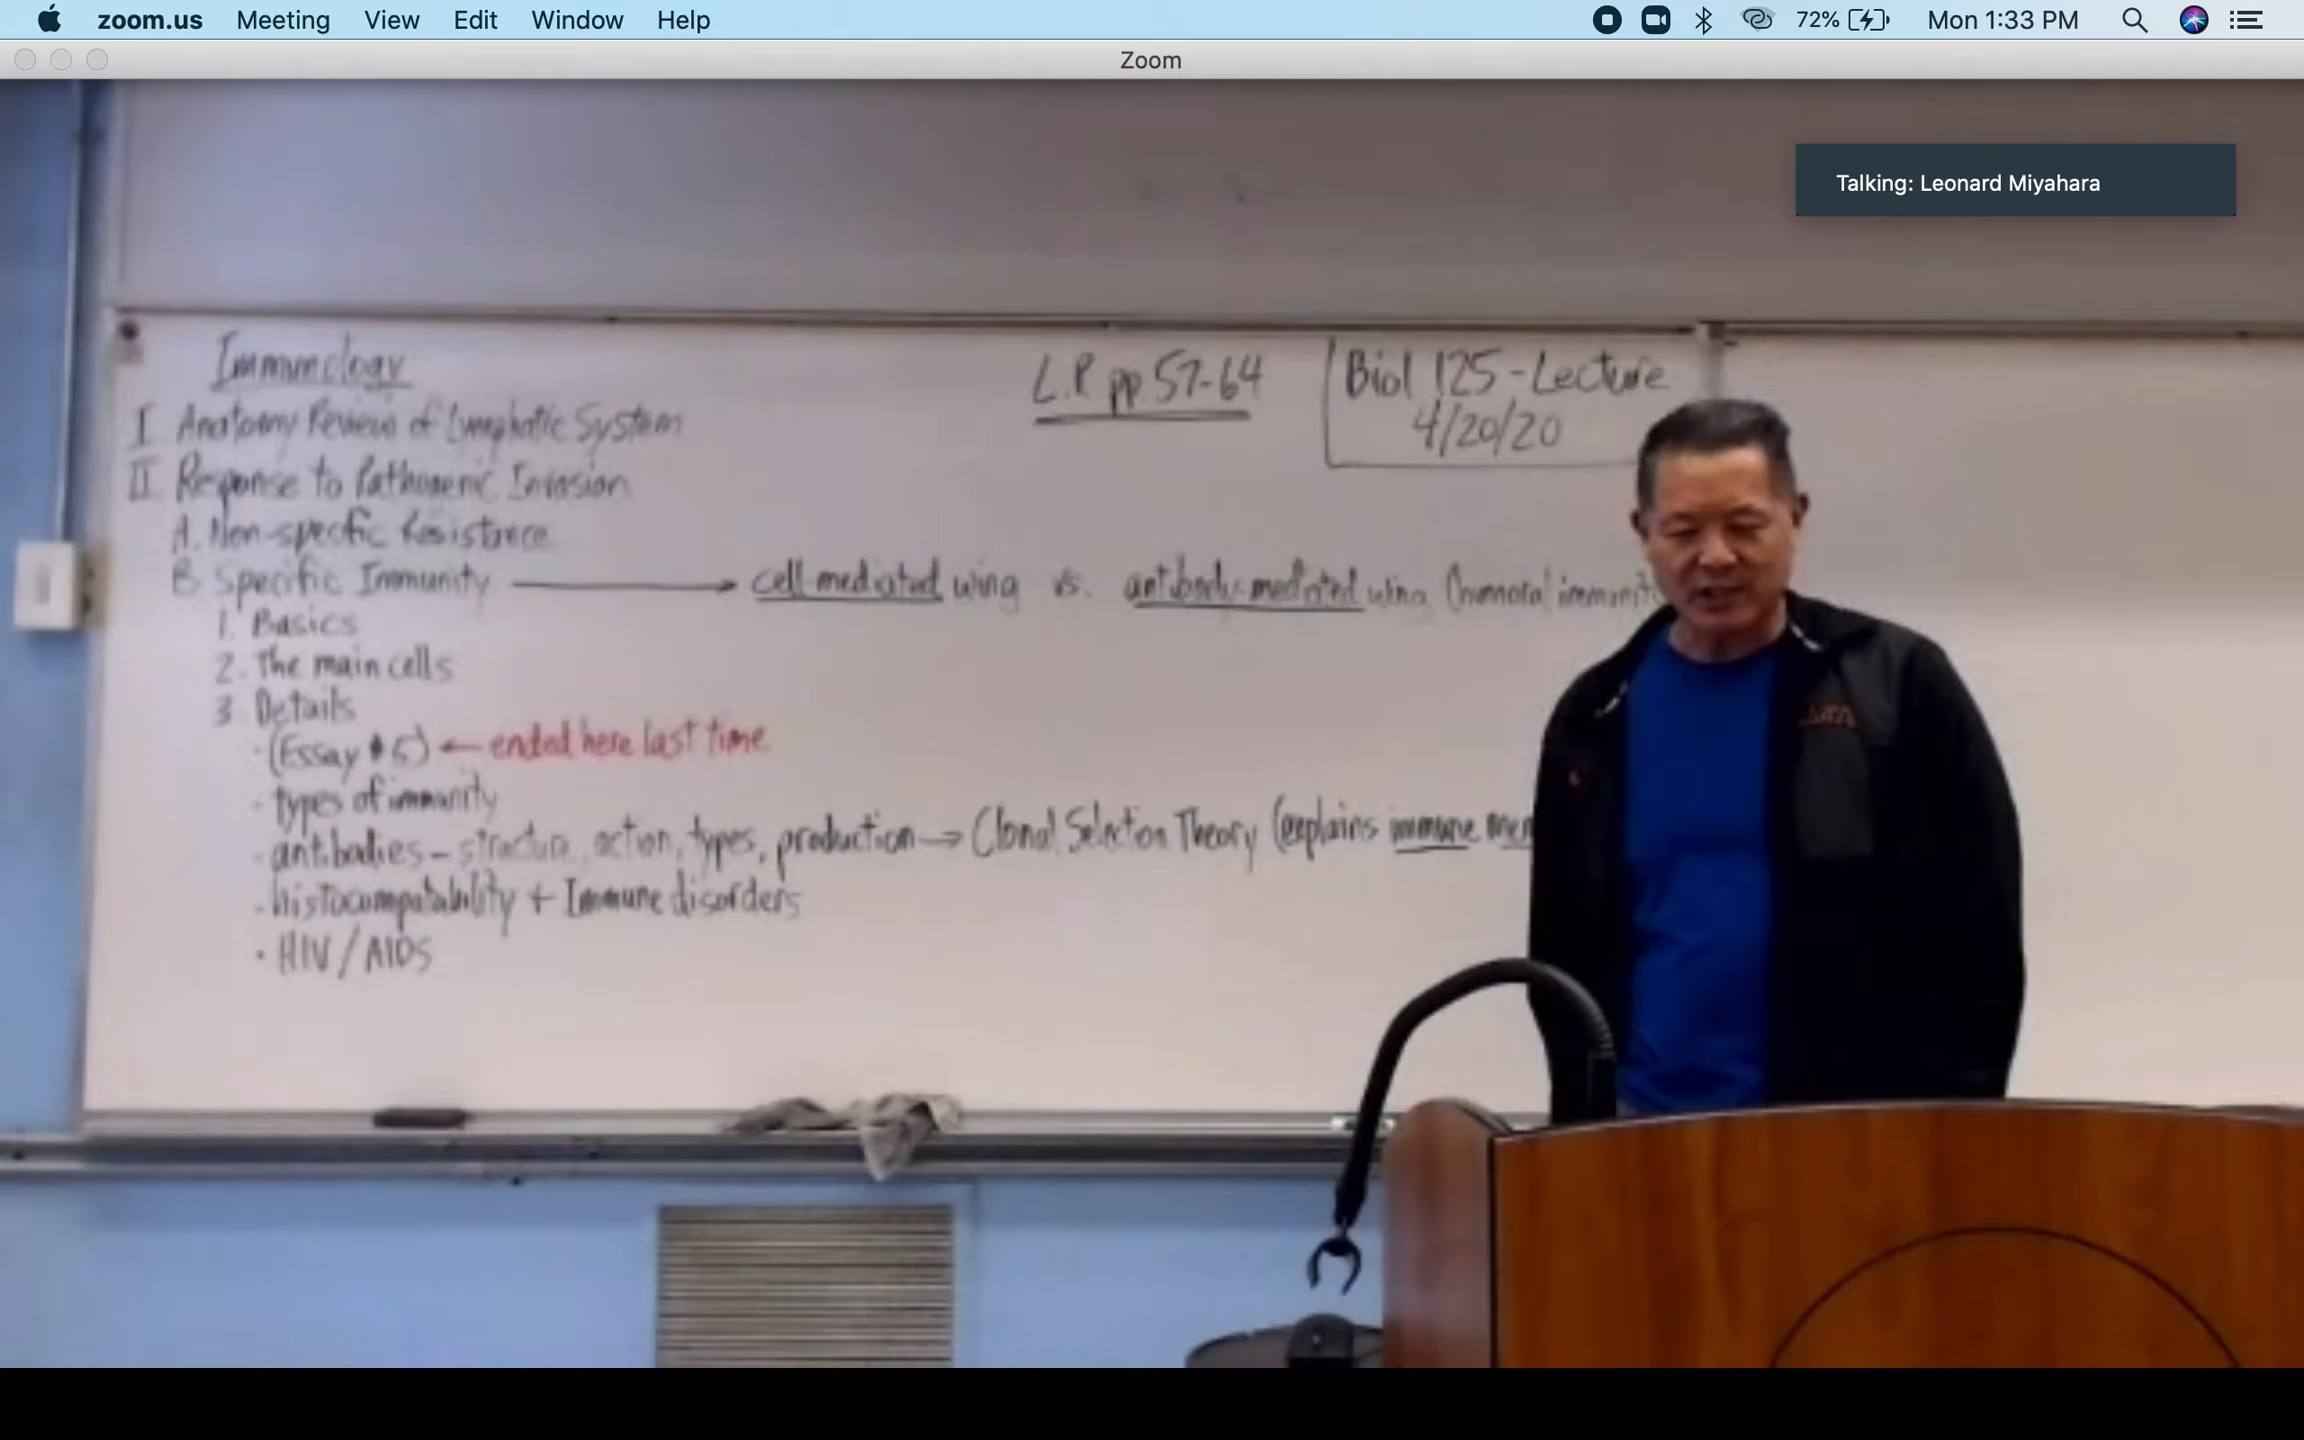 zoom.us Meeting View Edit Window Help 72% Mon 1:33 PM
Zoom
Talking: Leonard Miyahara
Immunology
L.P. pp. 57-64
Biol 125-Lecture
4/20/20
I. Anatomy Review of Lymphatic System
II. Response to Pathogenic Invasion
A. Non-specific Resistance
B. Specific Immunity → cell-mediated wing vs. antibody-mediated wing (humoral immunit
1. Basics
2. The main cells
3. Details
· (Essay #5) ← ended here last time
· types of immunity
· antibodies - structure, action, types, production → Clonal Selection Theory (explains immune mem
· histocompatability + Immune disorders
· HIV/AIDS